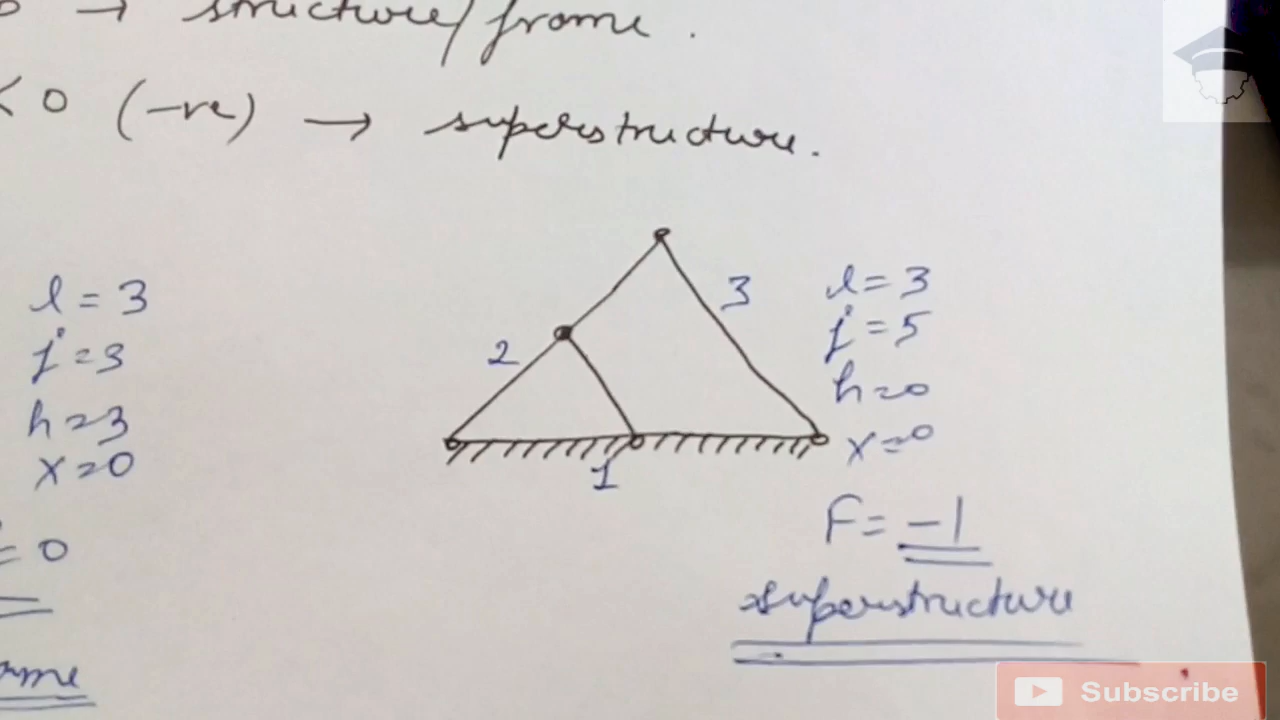 → structure/frame.
< 0 (-ve) → superstructure.
l = 3
j = 3
h = 3
x = 0
= 0
2
3
1
l = 3
j = 5
h = 0
x = 0
F = -1
superstructure
Subscribe